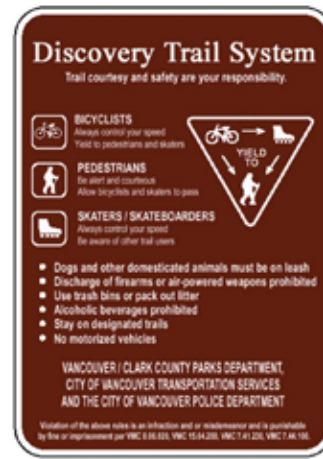 Discovery Trail System
Trail courtesy and safety are your responsibility.
BICYCLISTS
Always control your speed
Yield to pedestrians and skaters
YIELD
TO
PEDESTRIANS
Be alert and courteous
Allow bicyclists and skaters to pass
SKATERS / SKATEBOARDERS
Always control your speed
Be aware of other trail users
• Dogs and other domesticated animals must be on leash
• Discharge of firearms or air-powered weapons prohibited
• Use trash bins or pack out litter
• Alcoholic beverages prohibited
• Stay on designated trails
• No motorized vehicles
VANCOUVER / CLARK COUNTY PARKS DEPARTMENT,
CITY OF VANCOUVER TRANSPORTATION SERVICES
AND THE CITY OF VANCOUVER POLICE DEPARTMENT
Violation of the above rules is an infraction and or misdemeanor and is punishable
by fine or imprisonment per VMC